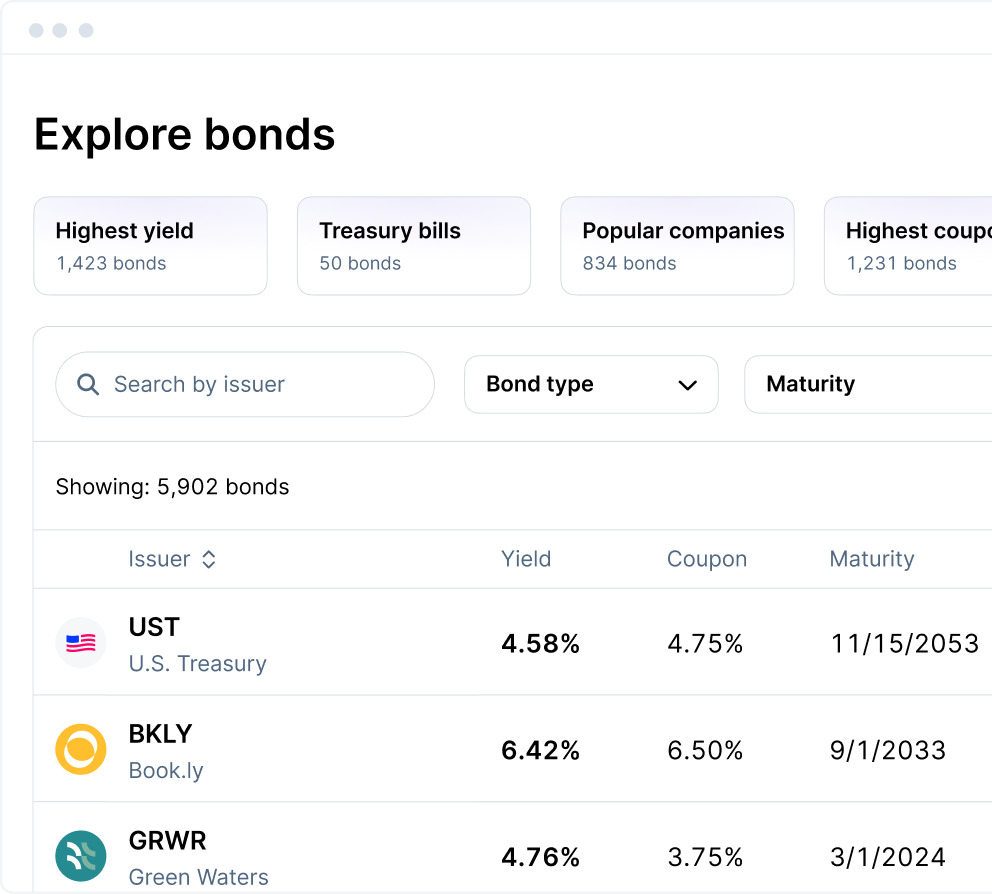 Explore bonds
Highest yield
1,423 bonds
Treasury bills
50 bonds
Popular companies
834 bonds
Highest coupo
1,231 bonds
Search by issuer
Bond type
Maturity
Showing: 5,902 bonds
Issuer Yield Coupon Maturity
UST
U.S. Treasury
4.58% 4.75% 11/15/2053
BKLY
Book.ly
6.42% 6.50% 9/1/2033
GRWR
Green Waters
4.76% 3.75% 3/1/2024